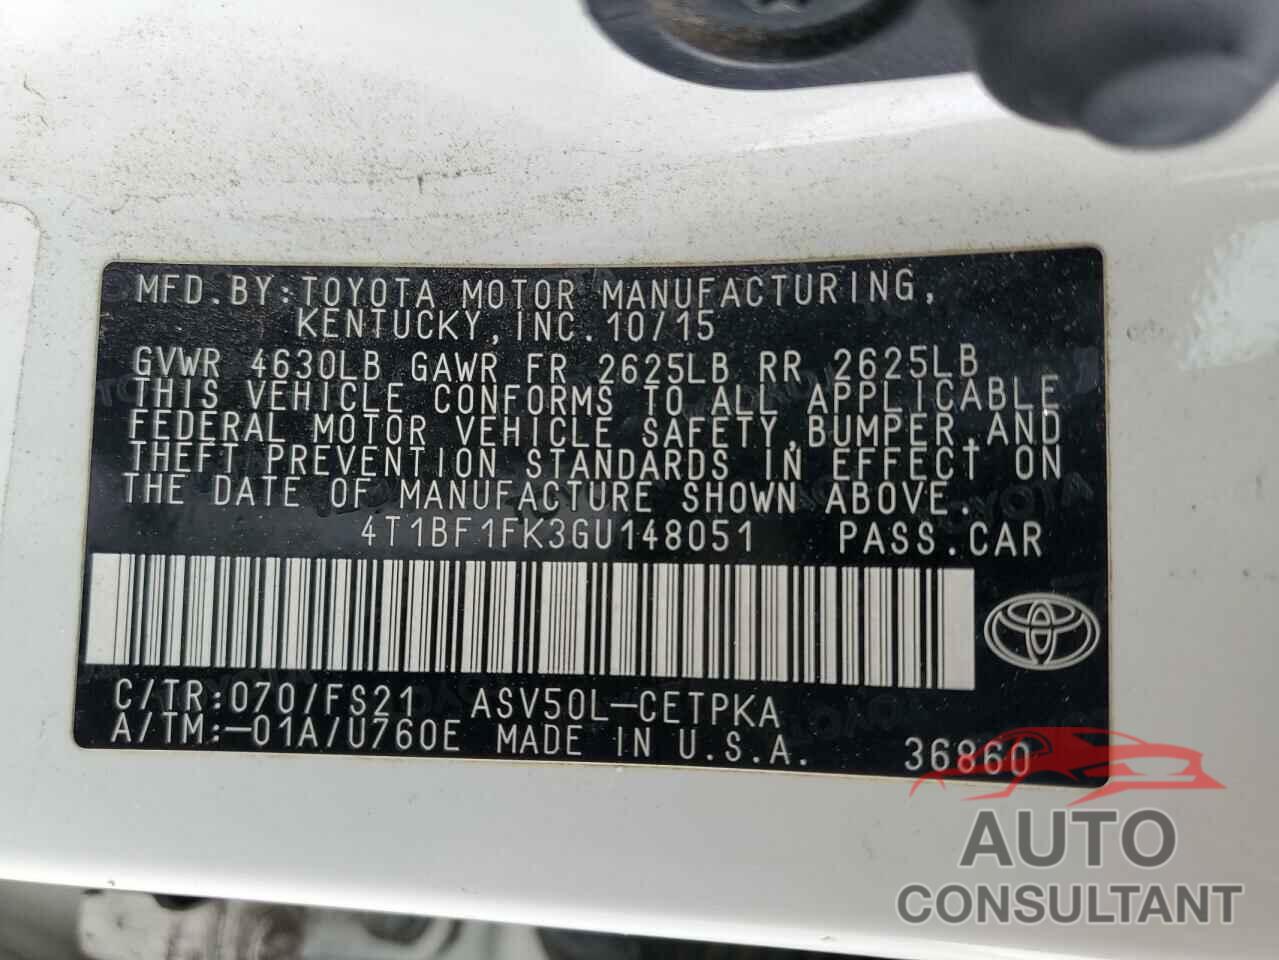 MFD.BY:TOYOTA MOTOR MANUFACTURING,
KENTUCKY,INC.10/15
GVWR 4630LB GAWR FR 2625LB RR 2625LB
THIS VEHICLE CONFORMS TO ALL APPLICABLE
FEDERAL MOTOR VEHICLE SAFETY,BUMPER,AND
THEFT PREVENTION STANDARDS IN EFFECT ON
THE DATE OF MANUFACTURE SHOWN ABOVE.
4T1BF1FK3GU148051 PASS.CAR
C/TR:070/FS21 ASV50L-CETPKA
A/TM:-01A/U760E MADE IN U.S.A. 36860
AUTO
CONSULTANT